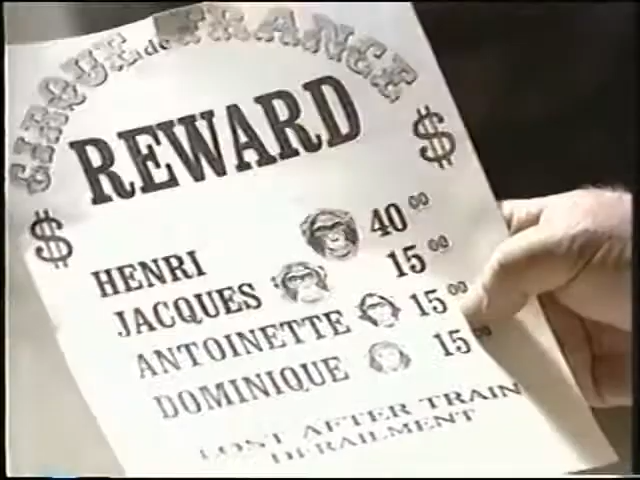 CIRQUE de FRANCE
REWARD
$ $
HENRI 40 00
JACQUES 15 00
ANTOINETTE 15 00
DOMINIQUE 15
LOST AFTER TRAIN
DERAILMENT